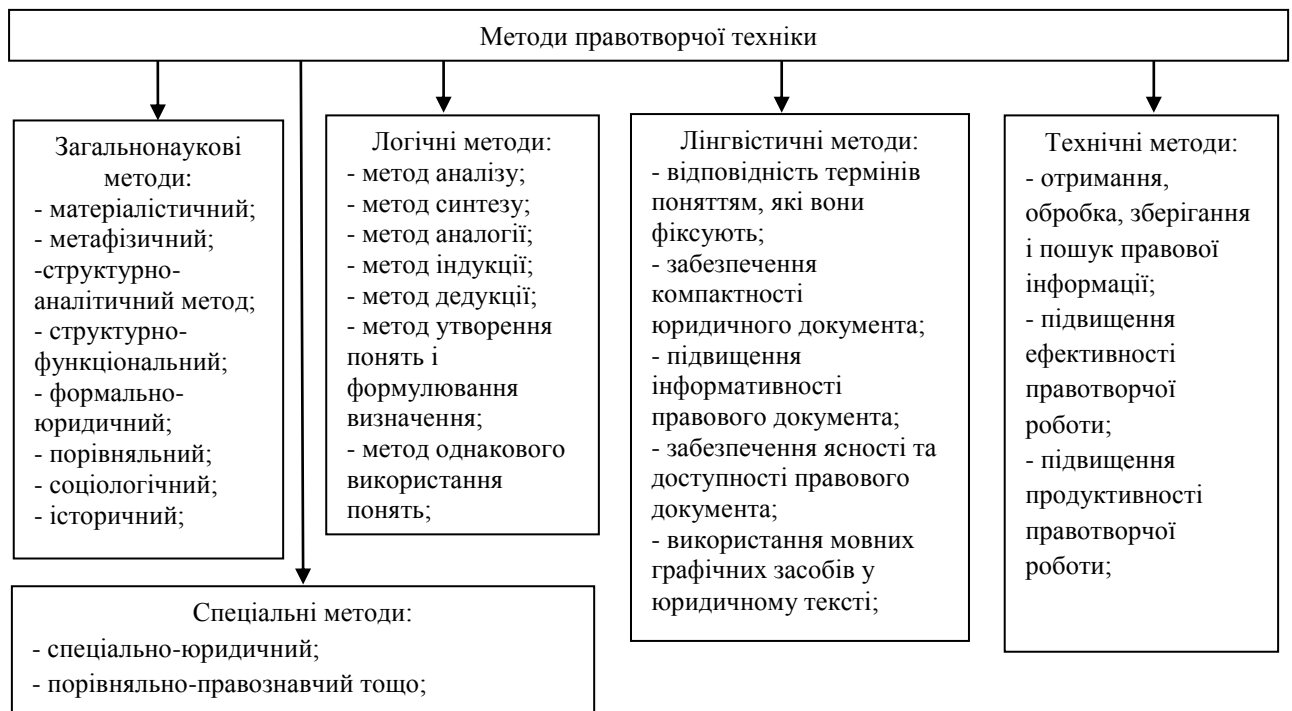 Методи правотворчої техніки
Загальнонаукові
методи:
- матеріалістичний;
- метафізичний;
-структурно-
аналітичний метод;
- структурно-
функціональний;
- формально-
юридичний;
- порівняльний;
- соціологічний;
- історичний;
Логічні методи:
- метод аналізу;
- метод синтезу;
- метод аналогії;
- метод індукції;
- метод дедукції;
- метод утворення
понять і
формулювання
визначення;
- метод однакового
використання
понять;
Лінгвістичні методи:
- відповідність термінів
поняттям, які вони
фіксують;
- забезпечення
компактності
юридичного документа;
- підвищення
інформативності
правового документа;
- забезпечення ясності та
доступності правового
документа;
- використання мовних
графічних засобів у
юридичному тексті;
Технічні методи:
- отримання,
обробка, зберігання
і пошук правової
інформації;
- підвищення
ефективності
правотворчої
роботи;
- підвищення
продуктивності
правотворчої
роботи;
Спеціальні методи:
- спеціально-юридичний;
- порівняльно-правознавчий тощо;